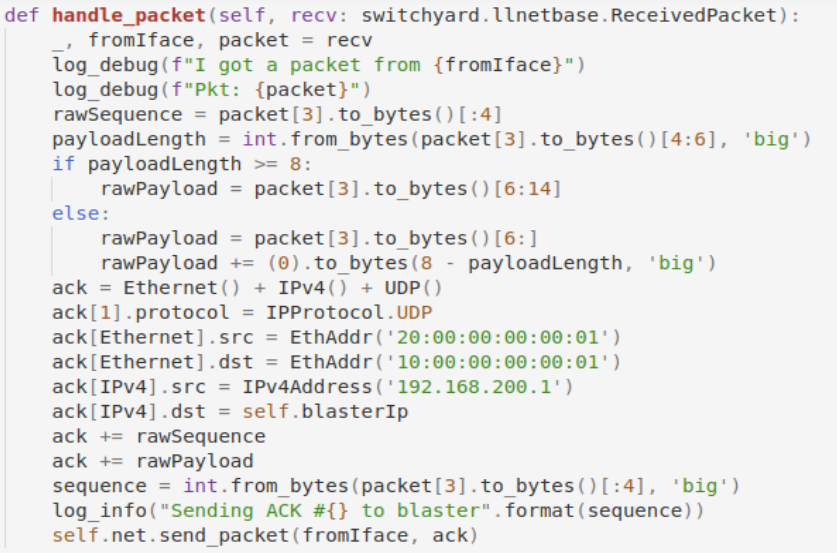 def handle_packet(self, recv: switchyard.llnetbase.ReceivedPacket):
    _, fromIface, packet = recv
    log_debug(f"I got a packet from {fromIface}")
    log_debug(f"Pkt: {packet}")
    rawSequence = packet[3].to_bytes()[:4]
    payloadLength = int.from_bytes(packet[3].to_bytes()[4:6], 'big')
    if payloadLength >= 8:
        rawPayload = packet[3].to_bytes()[6:14]
    else:
        rawPayload = packet[3].to_bytes()[6:]
        rawPayload += (0).to_bytes(8 - payloadLength, 'big')
    ack = Ethernet() + IPv4() + UDP()
    ack[1].protocol = IPProtocol.UDP
    ack[Ethernet].src = EthAddr('20:00:00:00:00:01')
    ack[Ethernet].dst = EthAddr('10:00:00:00:00:01')
    ack[IPv4].src = IPv4Address('192.168.200.1')
    ack[IPv4].dst = self.blasterIp
    ack += rawSequence
    ack += rawPayload
    sequence = int.from_bytes(packet[3].to_bytes()[:4], 'big')
    log_info("Sending ACK #{} to blaster".format(sequence))
    self.net.send_packet(fromIface, ack)